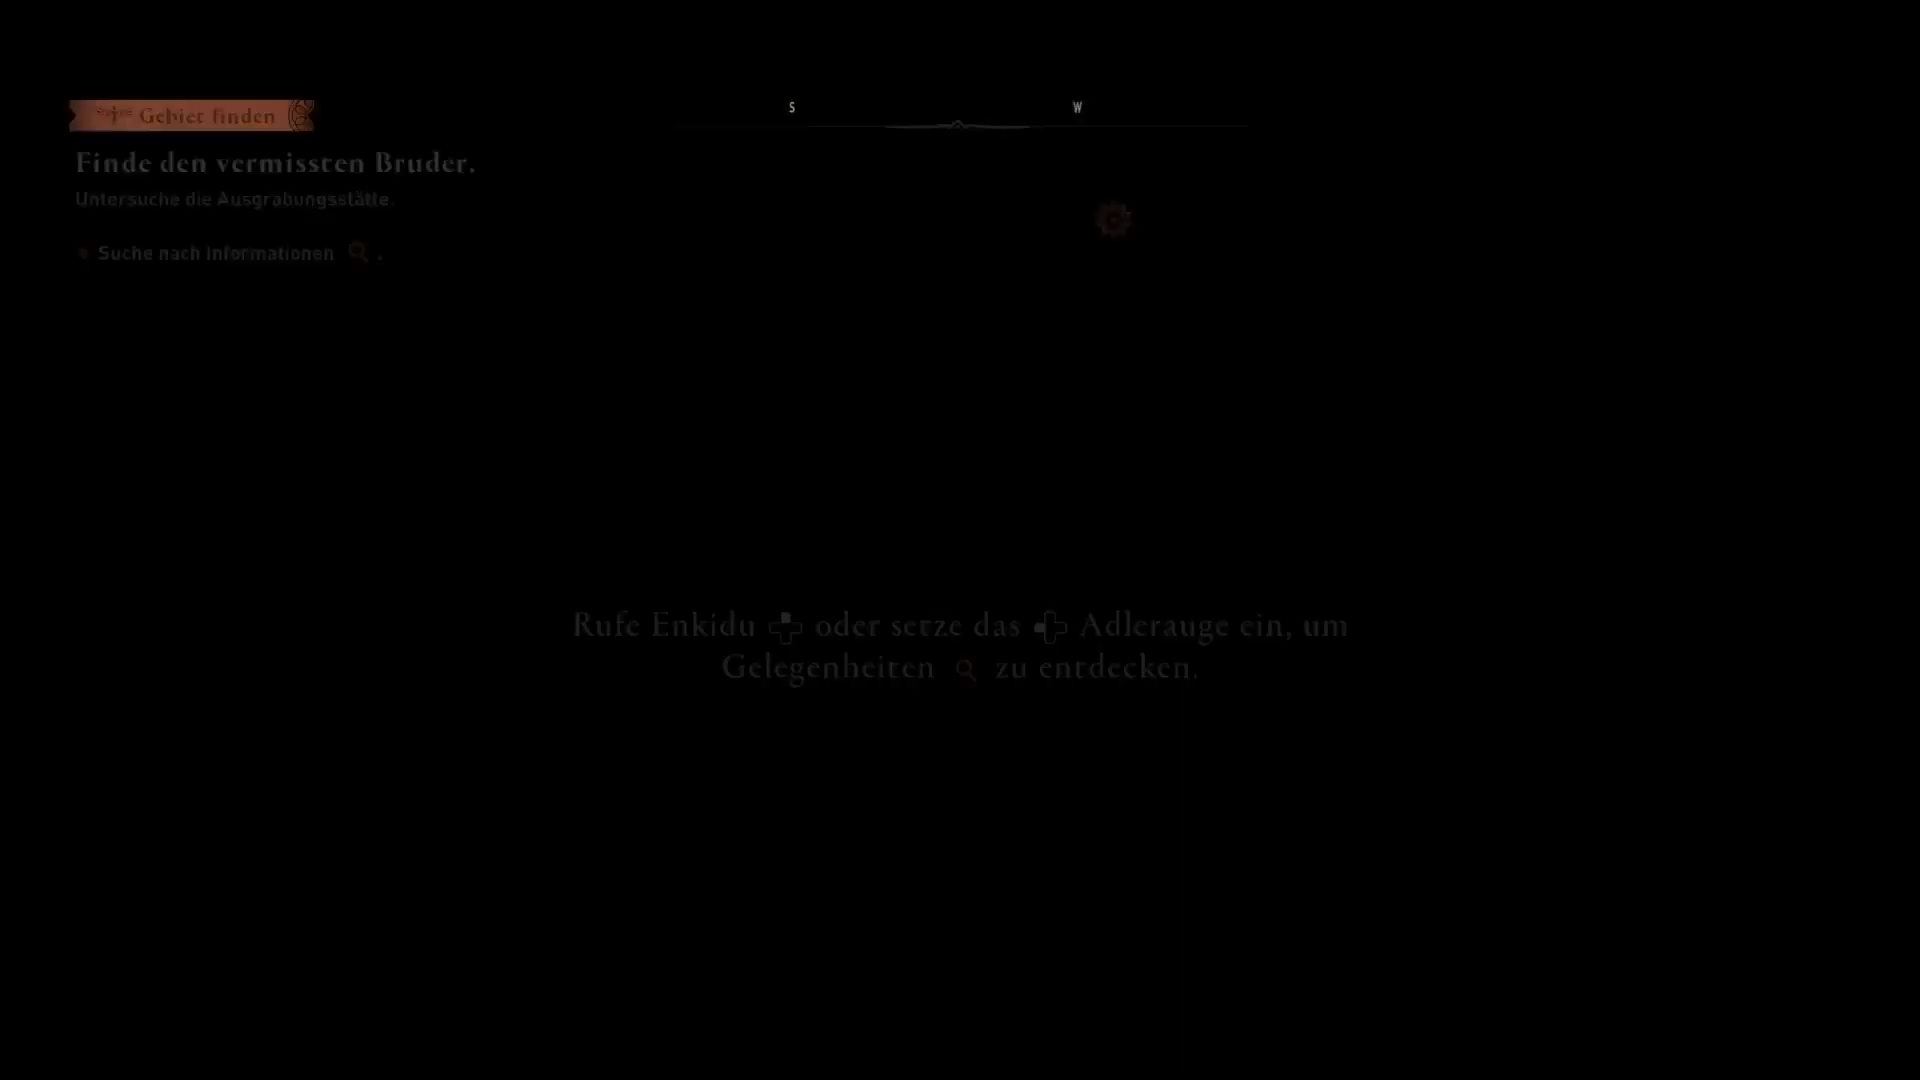 Gebiet finden
S W
Finde den vermissten Bruder.
Untersuche die Ausgrabungsstätte.
Suche nach Informationen .
Rufe Enkidu oder setze das Adlerauge ein, um
Gelegenheiten zu entdecken.